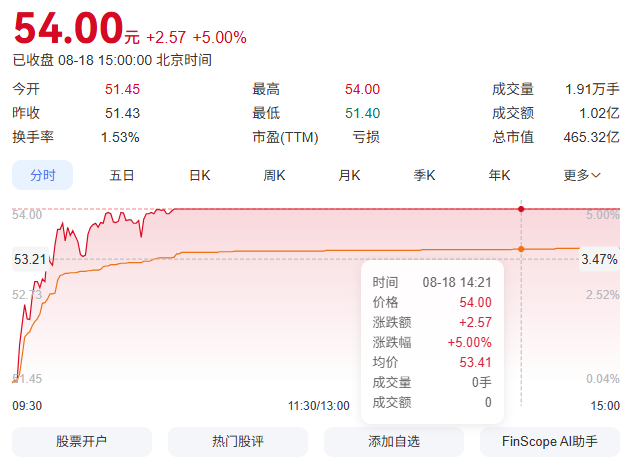 54.00元 +2.57 +5.00%
已收盘 08-18 15:00:00 北京时间
今开 51.45 最高 54.00 成交量 1.91万手
昨收 51.43 最低 51.40 成交额 1.02亿
换手率 1.53% 市盈(TTM) 亏损 总市值 465.32亿
分时 五日 日K 周K 月K 季K 年K 更多
54.00 5.00%
53.21 3.47%
52.73 2.52%
51.45 0.04%
时间 08-18 14:21
价格 54.00
涨跌额 +2.57
涨跌幅 +5.00%
均价 53.41
成交量 0手
成交额 0
09:30 11:30/13:00 15:00
股票开户 热门股评 添加自选 FinScope AI助手